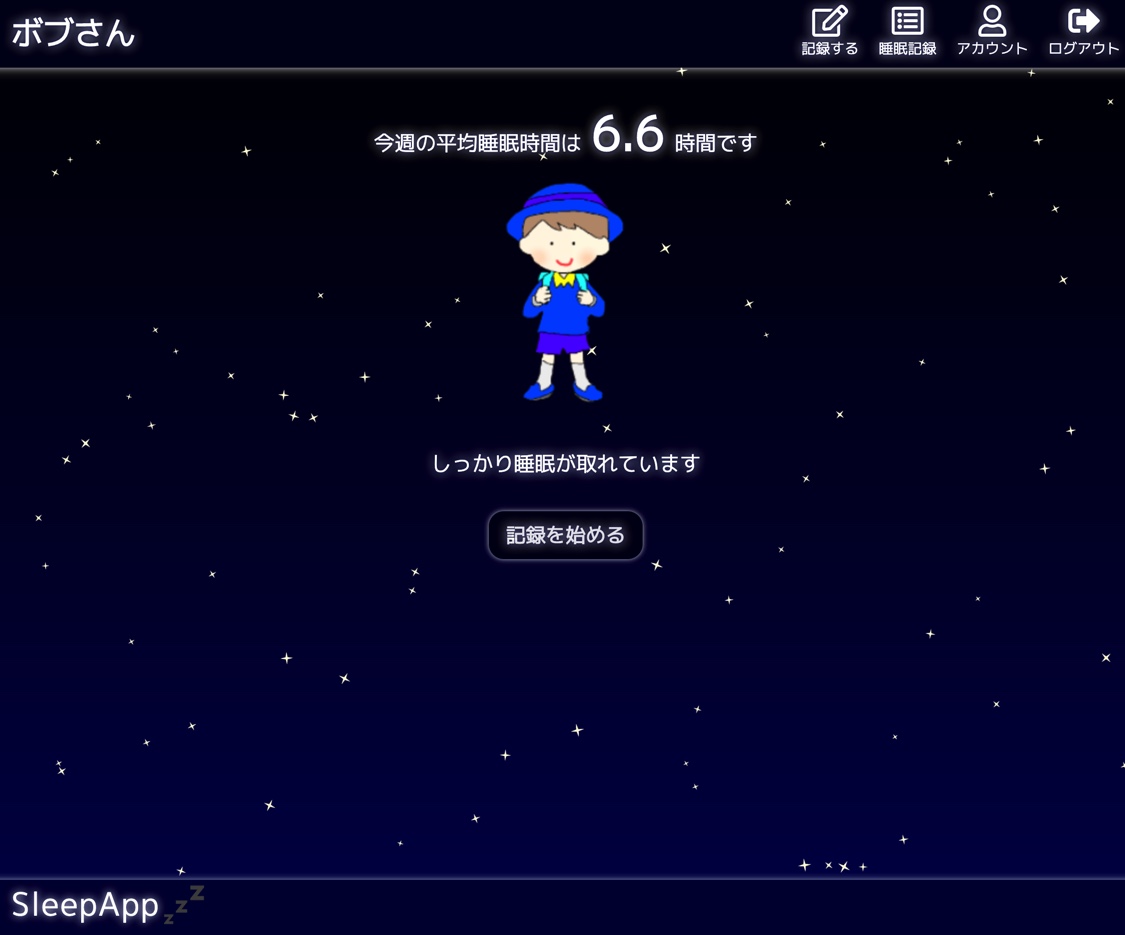 ボブさん
記録する 睡眠記録 アカウント ログアウト
今週の平均睡眠時間は 6.6 時間です
しっかり睡眠が取れています
記録を始める
SleepApp zzz